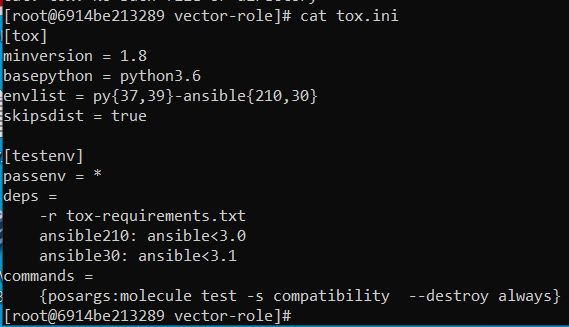 [root@6914be213289 vector-role]# cat tox.ini
[tox]
minversion = 1.8
basepython = python3.6
envlist = py{37,39}-ansible{210,30}
skipsdist = true
[testenv]
passenv = *
deps =
    -r tox-requirements.txt
    ansible210: ansible<3.0
    ansible30: ansible<3.1
commands =
    {posargs:molecule test -s compatibility  --destroy always}
[root@6914be213289 vector-role]#